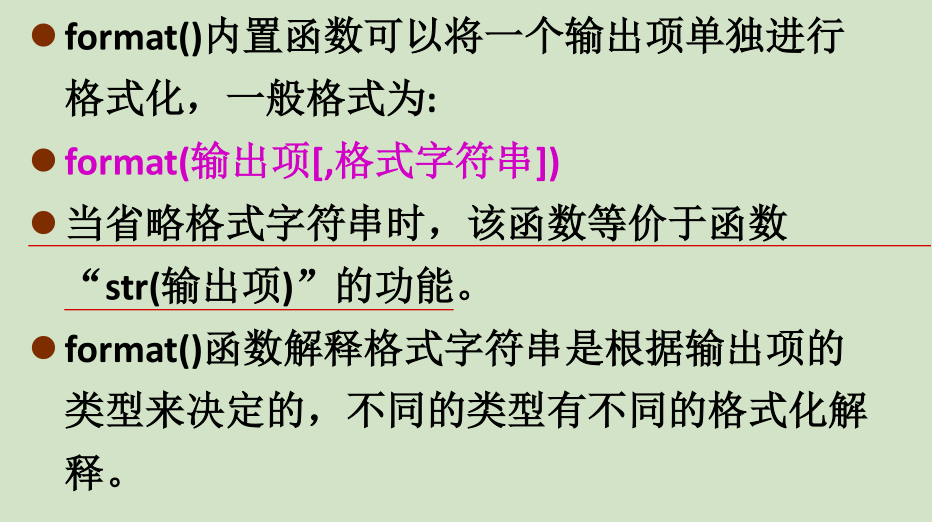 ● format()内置函数可以将一个输出项单独进行
格式化，一般格式为:
● format(输出项[,格式字符串])
● 当省略格式字符串时，该函数等价于函数
“str(输出项)”的功能。
● format()函数解释格式字符串是根据输出项的
类型来决定的，不同的类型有不同的格式化解
释。